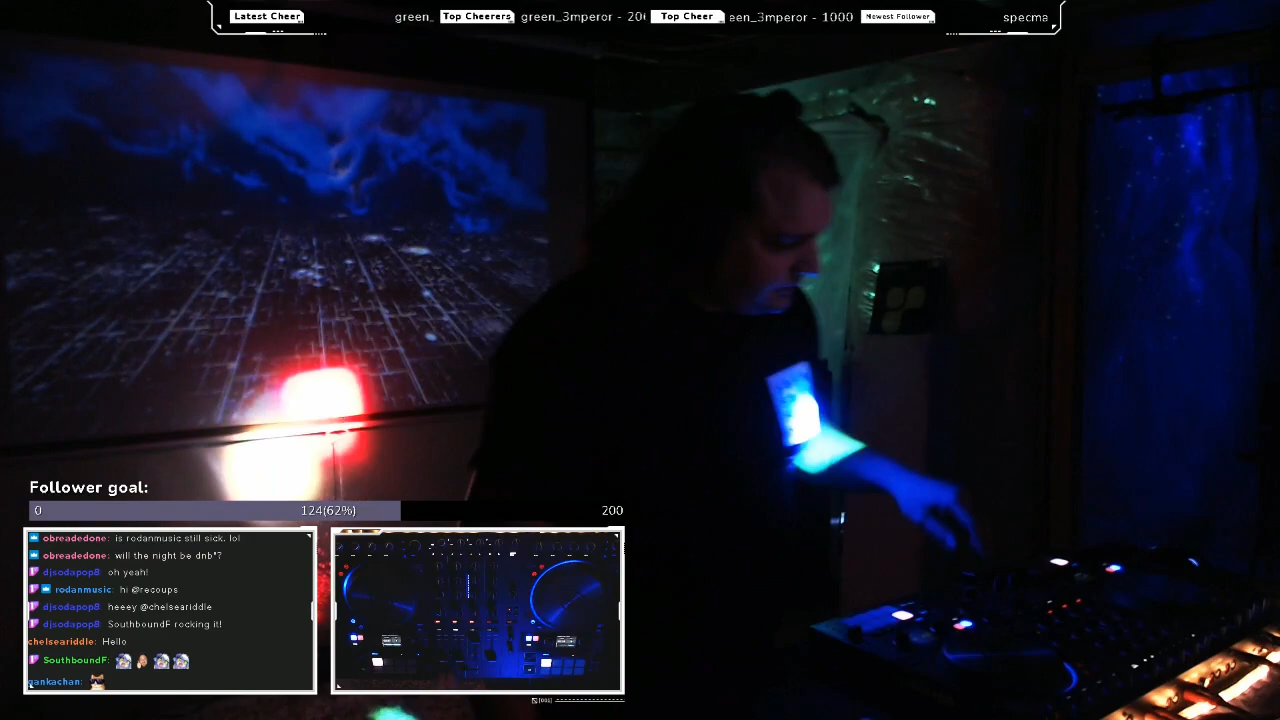 Latest Cheer green_ Top Cheerers green_3mperor - 20 Top Cheer een_3mperor - 1000 Newest Follower specma
Follower goal:
0 124(62%) 200
obreadedone: is rodanmusic still sick. lol
obreadedone: will the night be dnb"?
djsodapop8: oh yeah!
rodanmusic: hi @recoups
djsodapop8: heeey @chelseariddle
djsodapop8: SouthboundF rocking it!
chelseariddle: Hello
SouthboundF:
nankachan: